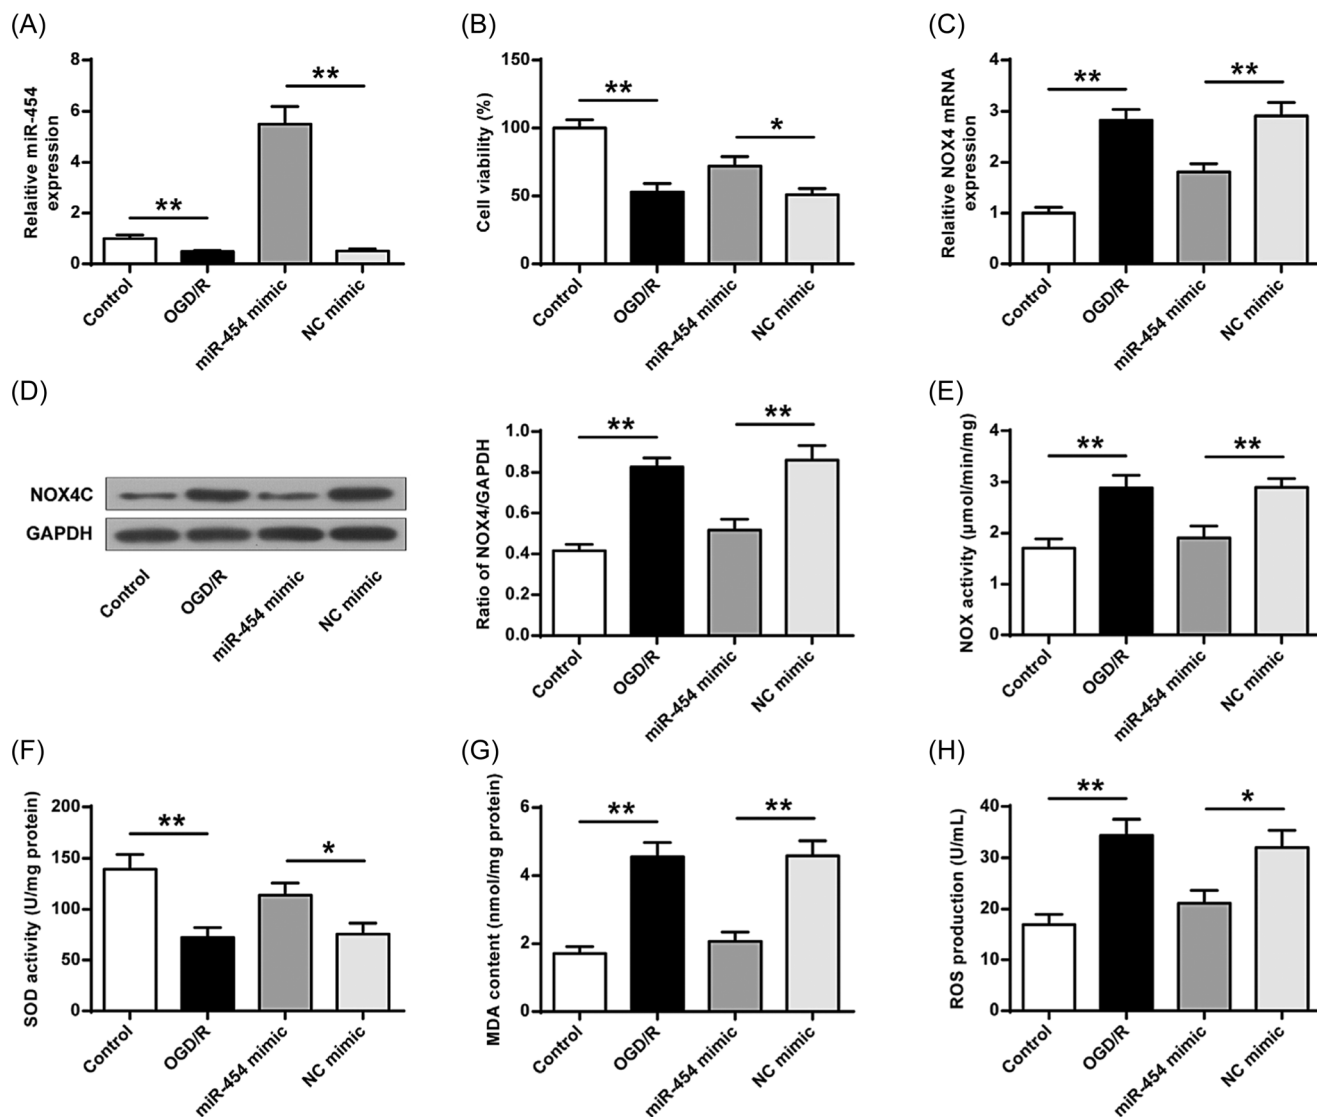 (A)
Relaitive miR-454
expression
8
6
4
2
0
**
**
Control
OGD/R
miR-454 mimic
NC mimic
(B)
Cell viability (%)
150
100
50
0
**
*
Control
OGD/R
miR-454 mimic
NC mimic
(C)
Relaitive NOX4 mRNA
expression
4
3
2
1
0
**
**
Control
OGD/R
miR-454 mimic
NC mimic
(D)
NOX4C
GAPDH
Control
OGD/R
miR-454 mimic
NC mimic
Ratio of NOX4/GAPDH
1.0
0.8
0.6
0.4
0.2
0.0
**
**
Control
OGD/R
miR-454 mimic
NC mimic
(E)
NOX activity (μmol/min/mg)
4
3
2
1
0
**
**
Control
OGD/R
miR-454 mimic
NC mimic
(F)
SOD activity (U/mg protein)
200
150
100
50
0
**
*
Control
OGD/R
miR-454 mimic
NC mimic
(G)
MDA content (nmol/mg protein)
6
4
2
0
**
**
Control
OGD/R
miR-454 mimic
NC mimic
(H)
ROS production (U/mL)
40
30
20
10
0
**
*
Control
OGD/R
miR-454 mimic
NC mimic